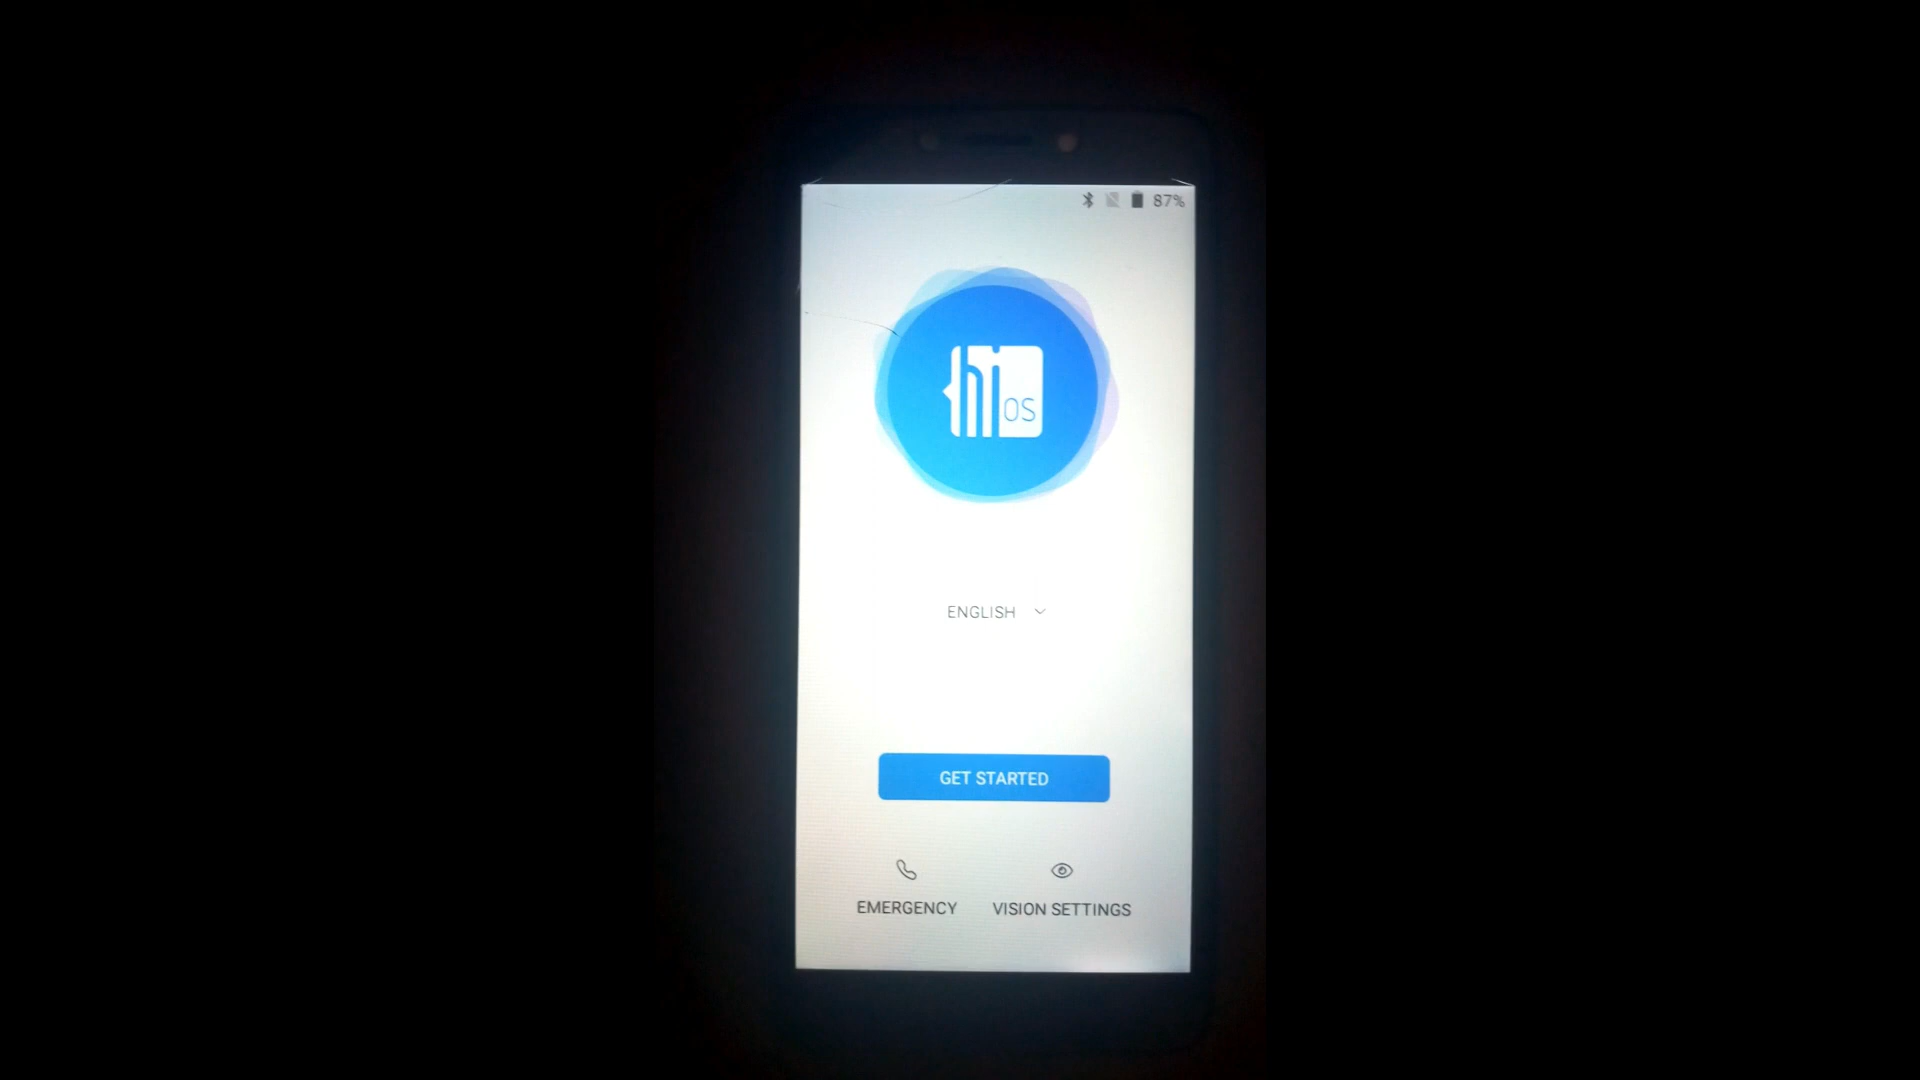 87%
hi
OS
ENGLISH
GET STARTED
EMERGENCY VISION SETTINGS